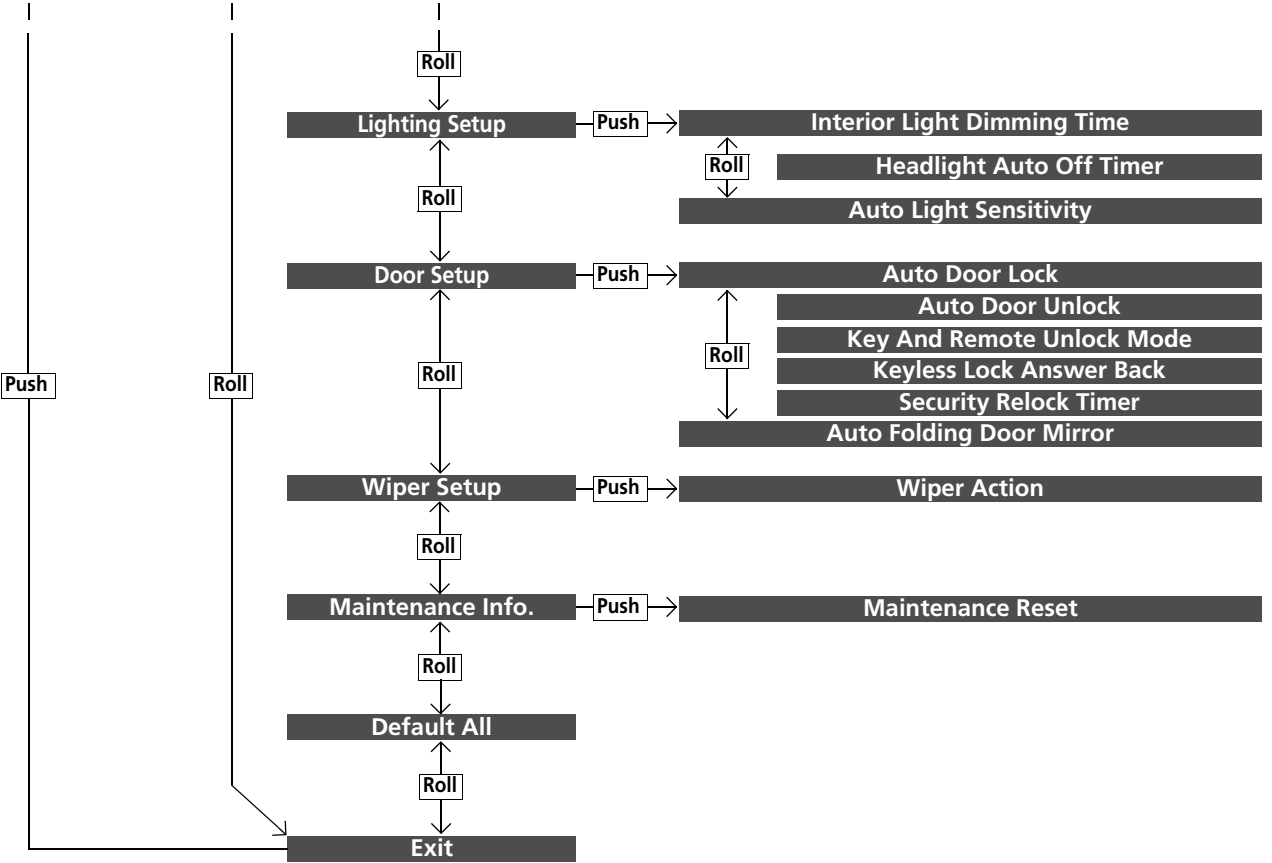 Roll
Lighting Setup
Push
Interior Light Dimming Time
Roll
Headlight Auto Off Timer
Auto Light Sensitivity
Roll
Door Setup
Push
Auto Door Lock
Auto Door Unlock
Key And Remote Unlock Mode
Roll
Keyless Lock Answer Back
Security Relock Timer
Auto Folding Door Mirror
Push
Roll
Roll
Wiper Setup
Push
Wiper Action
Roll
Maintenance Info.
Push
Maintenance Reset
Roll
Default All
Roll
Exit